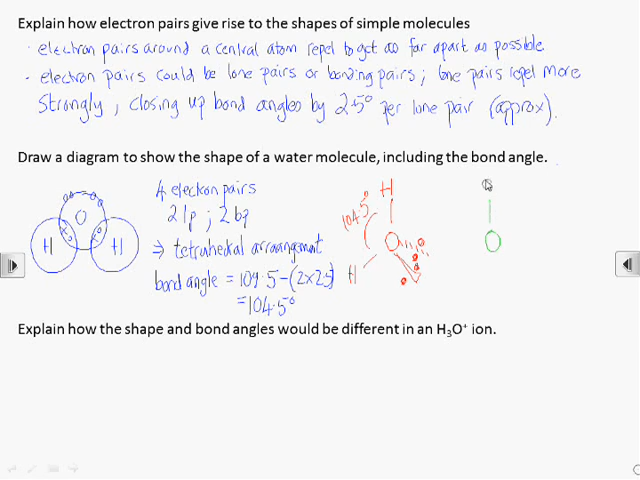 Explain how electron pairs give rise to the shapes of simple molecules
· electron pairs around a central atom repel to get as far apart as possible
· electron pairs could be lone pairs or bonding pairs; lone pairs repel more
strongly, closing up bond angles by 2.5° per lone pair (approx).
Draw a diagram to show the shape of a water molecule, including the bond angle.
4 electron pairs
2 lp ; 2 bp
⇒ tetrahedral arrangement
bond angle = 109.5 - (2×2.5)
= 104.5°
H O H
H
104.5°
O
H
O
Explain how the shape and bond angles would be different in an H₃O⁺ ion.